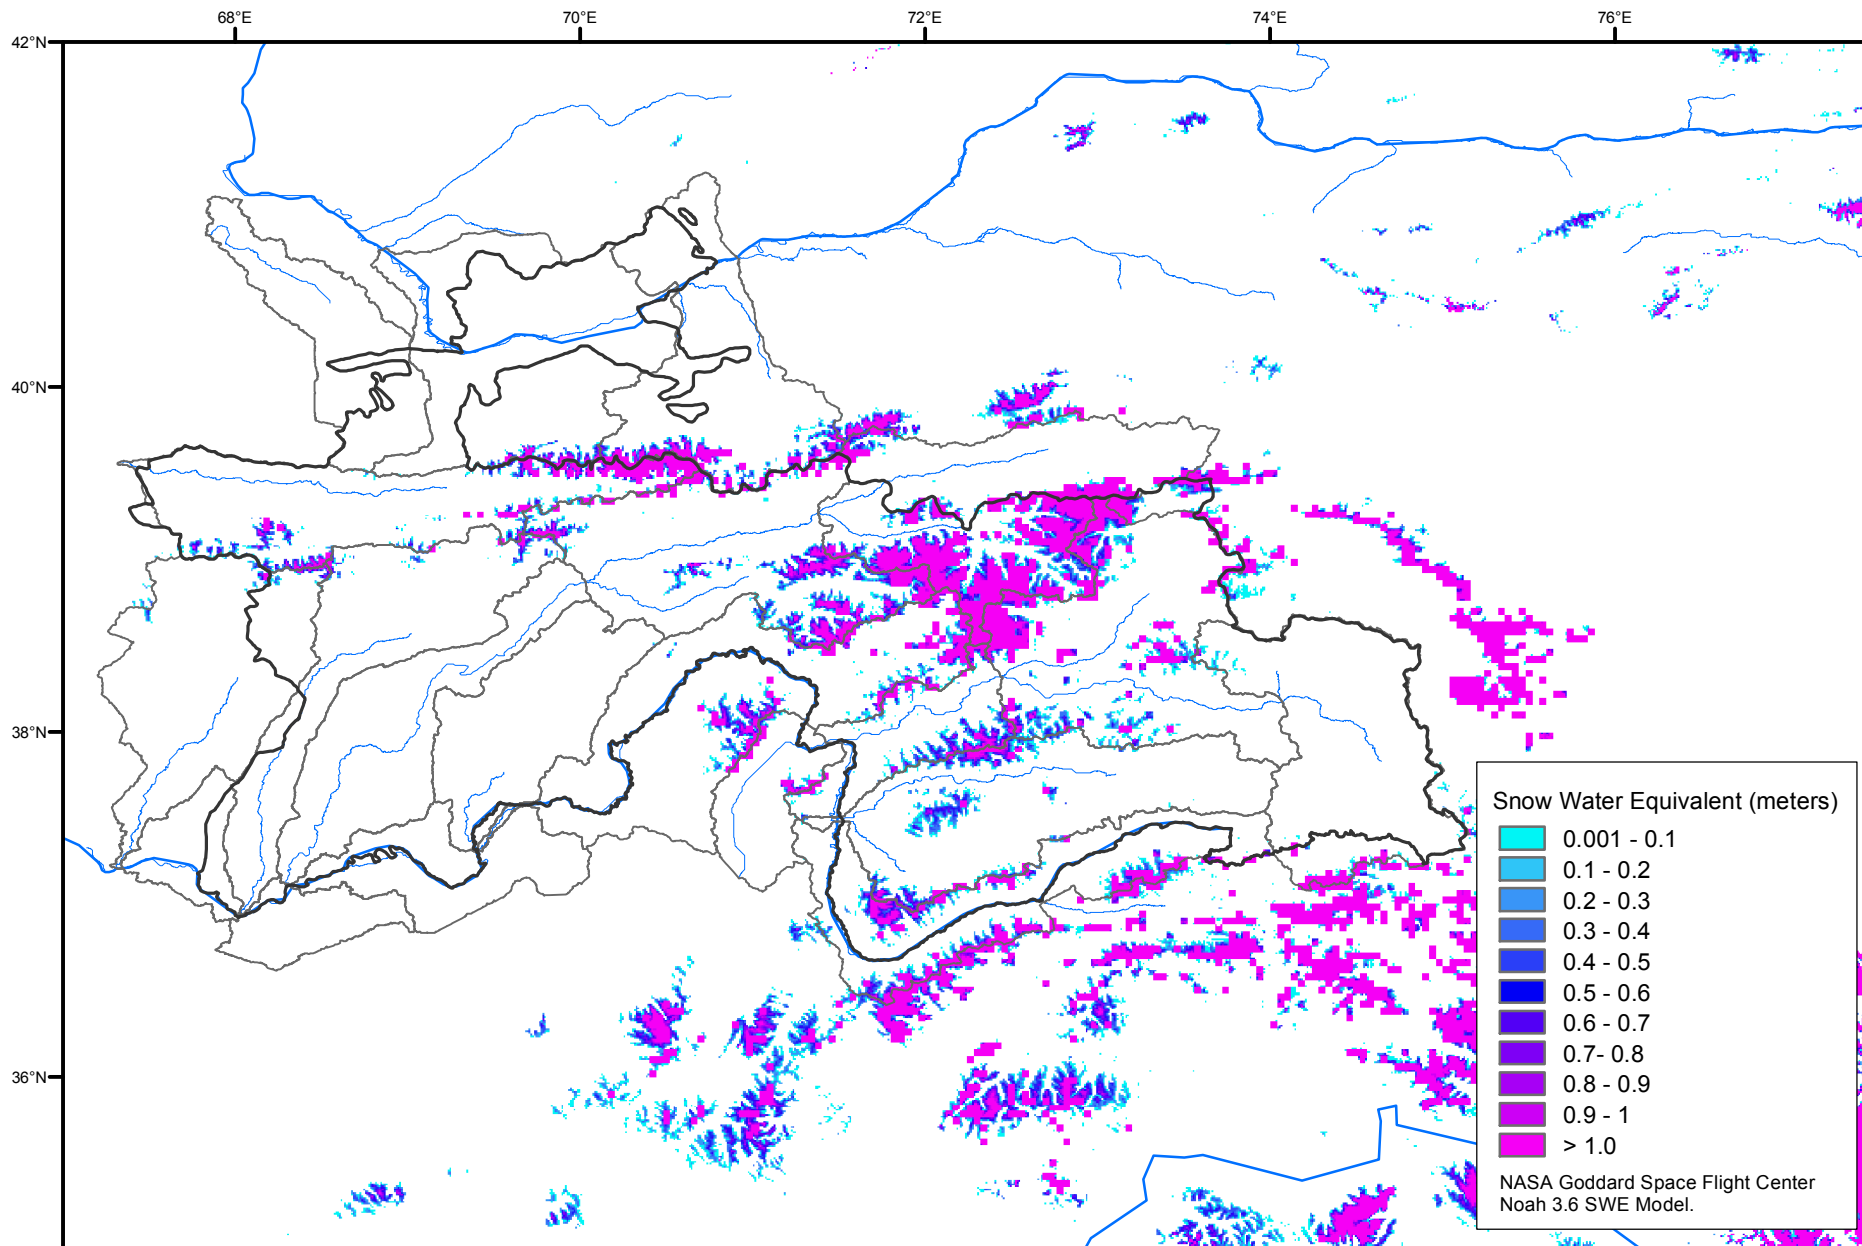 68°E 70°E 72°E 74°E 76°E
42°N
40°N
38°N
36°N
Snow Water Equivalent (meters)
0.001 - 0.1
0.1 - 0.2
0.2 - 0.3
0.3 - 0.4
0.4 - 0.5
0.5 - 0.6
0.6 - 0.7
0.7- 0.8
0.8 - 0.9
0.9 - 1
> 1.0
NASA Goddard Space Flight Center
Noah 3.6 SWE Model.